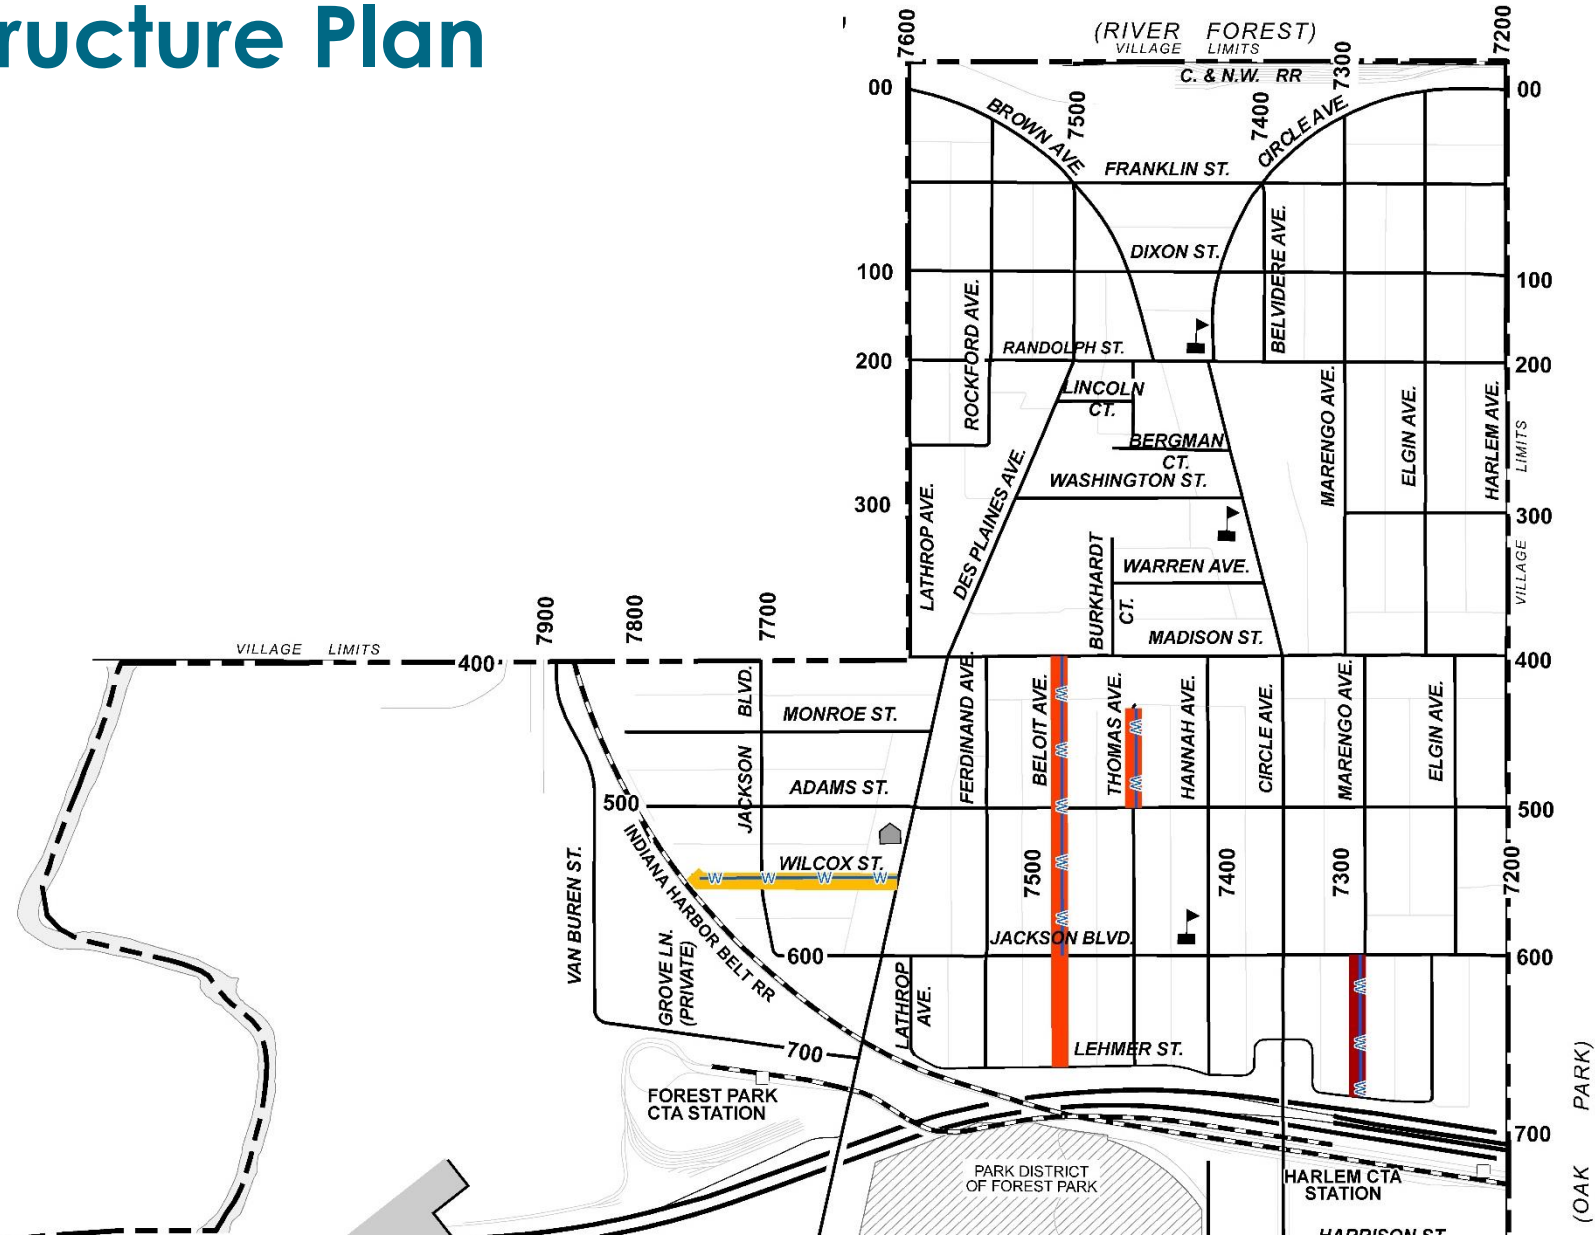 ructure Plan
7600
(RIVER FOREST)
VILLAGE LIMITS
7200
C. & N.W. RR
7300
00
00
BROWN AVE
7500
7400
CIRCLE AVE.
FRANKLIN ST.
DIXON ST.
BELVIDERE AVE.
100
100
ROCKFORD AVE.
RANDOLPH ST.
200
200
LINCOLN
CT.
MARENGO AVE.
ELGIN AVE.
HARLEM AVE.
VILLAGE LIMITS
BERGMAN
CT.
WASHINGTON ST.
300
300
LATHROP AVE.
DES PLAINES AVE.
BURKHARDT
CT.
WARREN AVE.
MADISON ST.
7900
7800
7700
VILLAGE LIMITS
400
400
JACKSON BLVD.
MONROE ST.
FERDINAND AVE.
BELOIT AVE.
THOMAS AVE.
HANNAH AVE.
CIRCLE AVE.
MARENGO AVE.
ELGIN AVE.
W
W
W
W
W
W
W
ADAMS ST.
500
500
INDIANA HARBOR BELT RR
WILCOX ST.
W W W W
7500
7400
7300
7200
VAN BUREN ST.
GROVE LN.
(PRIVATE)
JACKSON BLVD.
600
600
LATHROP
AVE.
W
W
W
LEHMER ST.
700
FOREST PARK
CTA STATION
700
PARK DISTRICT
OF FOREST PARK
HARLEM CTA
STATION
(OAK PARK)
HARRISON ST.